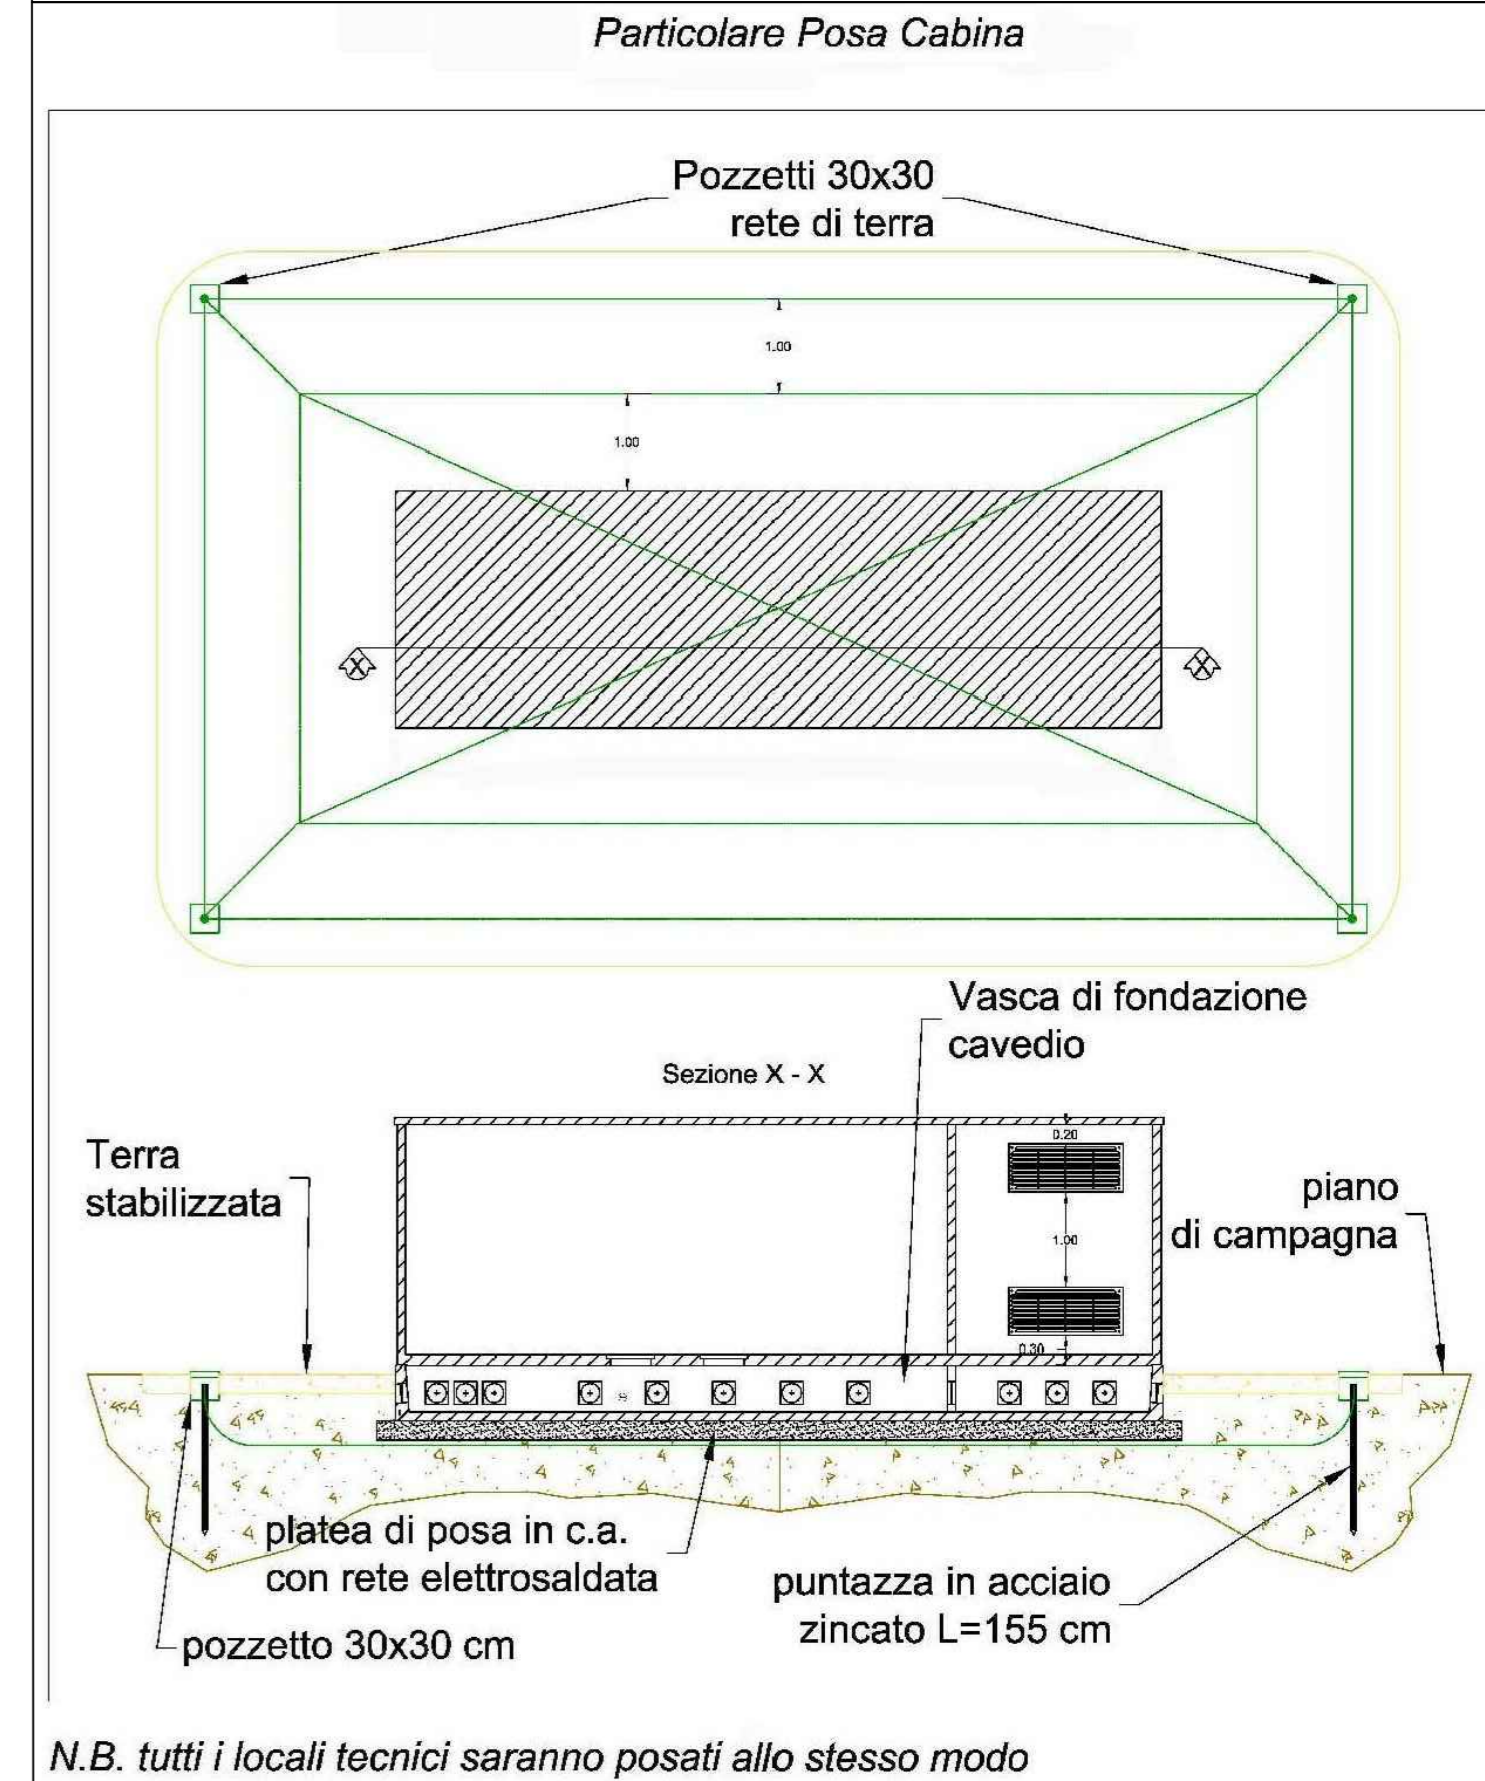 Particolare Posa Cabina
Pozzetti 30x30
rete di terra
1.00
1.00
X
X
Vasca di fondazione
cavedio
Sezione X - X
0.20
Terra
stabilizzata
piano
di campagna
1.00
0.30
platea di posa in c.a.
con rete elettrosaldata
puntazza in acciaio
zincato L=155 cm
pozzetto 30x30 cm
N.B. tutti i locali tecnici saranno posati allo stesso modo